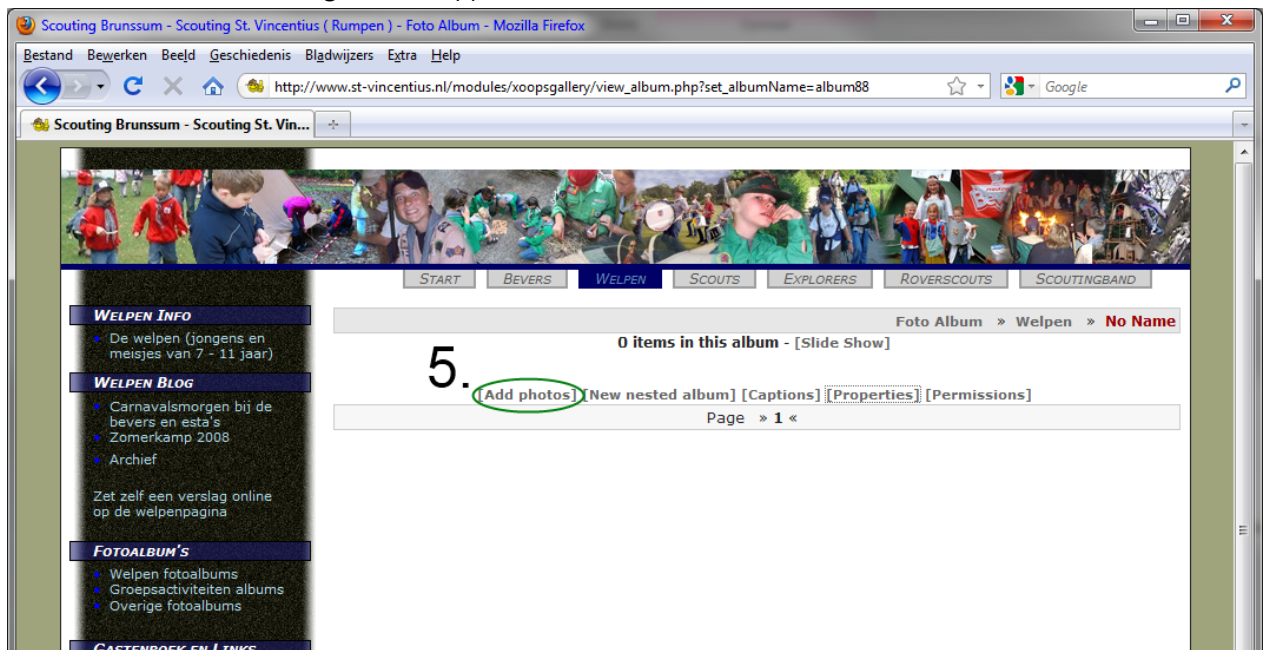 Scouting Brunssum - Scouting St. Vincentius ( Rumpen ) - Foto Album - Mozilla Firefox
Bestand Bewerken Beeld Geschiedenis Bladwijzers Extra Help
http://www.st-vincentius.nl/modules/xoopsgallery/view_album.php?set_albumName=album88
Google
Scouting Brunssum - Scouting St. Vin...
START BEVERS WELPEN SCOUTS EXPLORERS ROVERSCOUTS SCOUTINGBAND
WELPEN INFO
De welpen (jongens en
meisjes van 7 - 11 jaar)
WELPEN BLOG
Carnavalsmorgen bij de
bevers en esta's
Zomerkamp 2008
Archief
Zet zelf een verslag online
op de welpenpagina
FOTOALBUM'S
Welpen fotoalbums
Groepsactiviteiten albums
Overige fotoalbums
GASTENBOEK EN LINKS
Foto Album » Welpen » No Name
0 items in this album - [Slide Show]
5.
[Add photos] [New nested album] [Captions] [Properties] [Permissions]
Page » 1 «